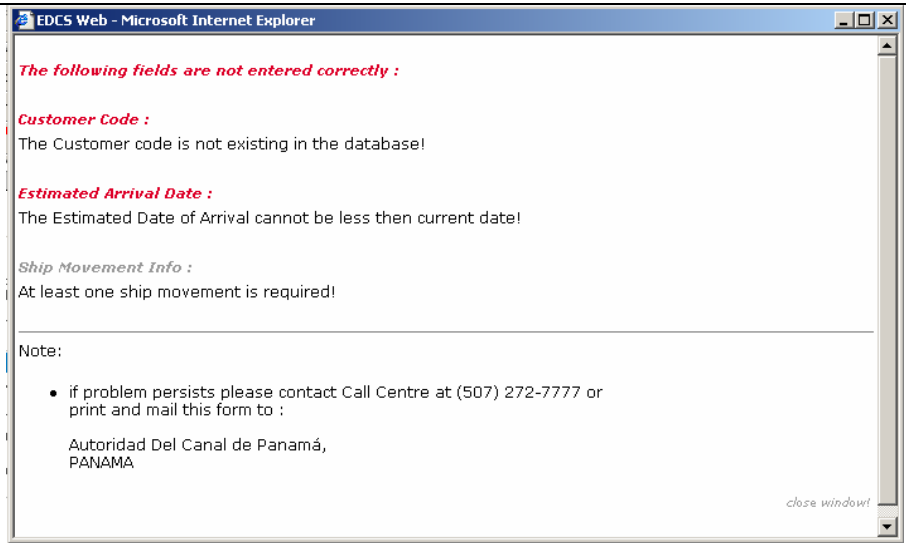 EDCS Web - Microsoft Internet Explorer
The following fields are not entered correctly :
Customer Code :
The Customer code is not existing in the database!
Estimated Arrival Date :
The Estimated Date of Arrival cannot be less then current date!
Ship Movement Info :
At least one ship movement is required!
Note:
• if problem persists please contact Call Centre at (507) 272-7777 or
print and mail this form to :
Autoridad Del Canal de Panamá,
PANAMA
close window!